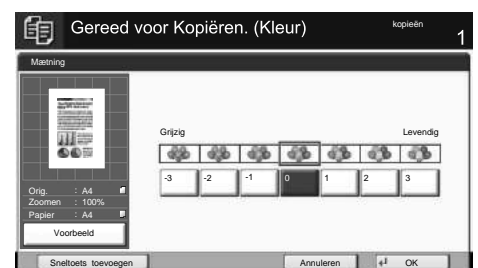 Gereed voor Kopiëren. (Kleur)
kopieën
1
Mætning
Grijzig
Levendig
-3 -2 -1 0 1 2 3
Orig. : A4
Zoomen : 100%
Papier : A4
Voorbeeld
Sneltoets toevoegen
Annuleren
OK